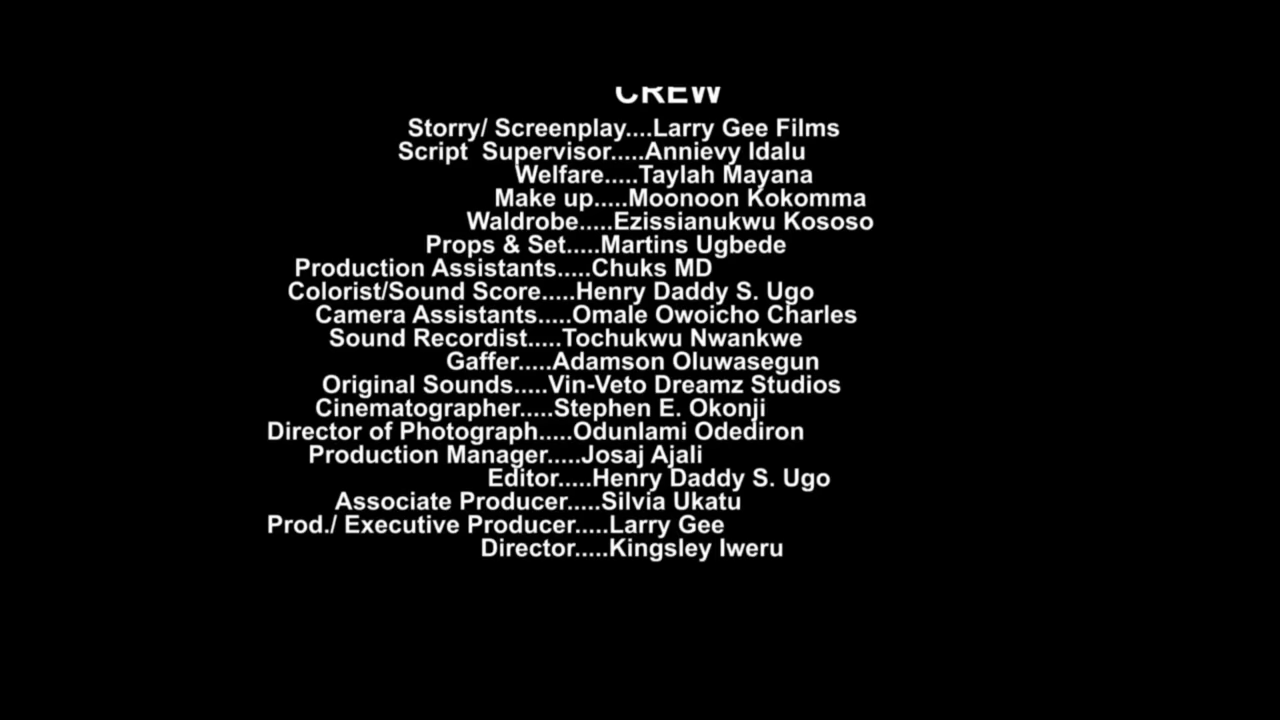 CREW
Storry/ Screenplay....Larry Gee Films
Script  Supervisor.....Annievy Idalu
Welfare.....Taylah Mayana
Make up.....Moonoon Kokomma
Waldrobe.....Ezissianukwu Kososo
Props & Set.....Martins Ugbede
Production Assistants.....Chuks MD
Colorist/Sound Score.....Henry Daddy S. Ugo
Camera Assistants.....Omale Owoicho Charles
Sound Recordist.....Tochukwu Nwankwe
Gaffer.....Adamson Oluwasegun
Original Sounds.....Vin-Veto Dreamz Studios
Cinematographer.....Stephen E. Okonji
Director of Photograph.....Odunlami Odediron
Production Manager.....Josaj Ajali
Editor.....Henry Daddy S. Ugo
Associate Producer.....Silvia Ukatu
Prod./ Executive Producer.....Larry Gee
Director.....Kingsley Iweru